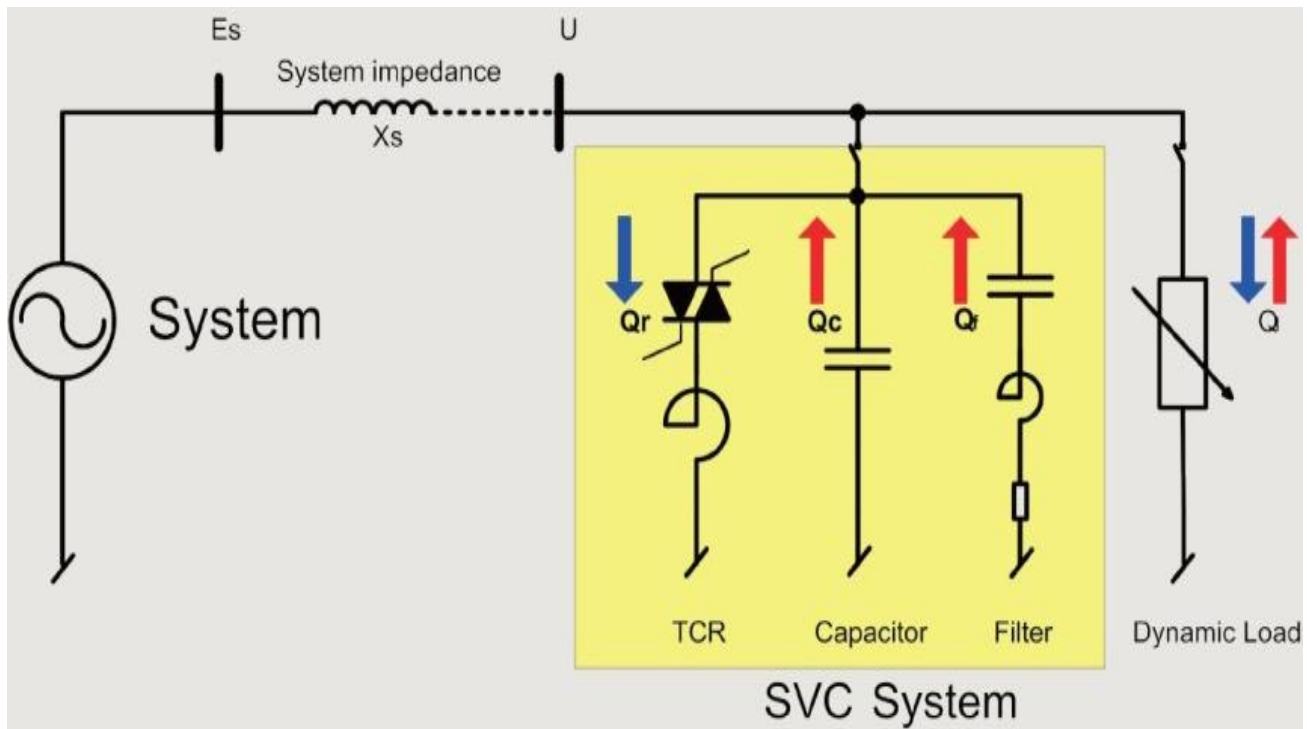 Es
U
System impedance
Xs
System
Qr
Qc
Qf
Q
TCR
Capacitor
Filter
Dynamic Load
SVC System